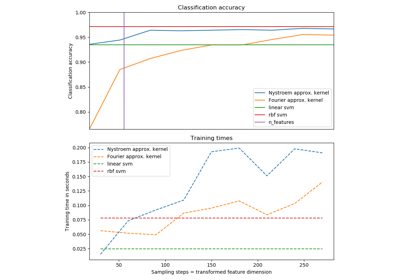 Classification accuracy
1.00
0.95
0.90
0.85
0.80
Classification accuracy
Nystroem approx. kernel
Fourier approx. kernel
linear svm
rbf svm
n_features
Training times
0.200
0.175
0.150
0.125
0.100
0.075
0.050
0.025
Training time in seconds
Nystroem approx. kernel
Fourier approx. kernel
linear svm
rbf svm
50
100
150
200
250
Sampling steps = transformed feature dimension